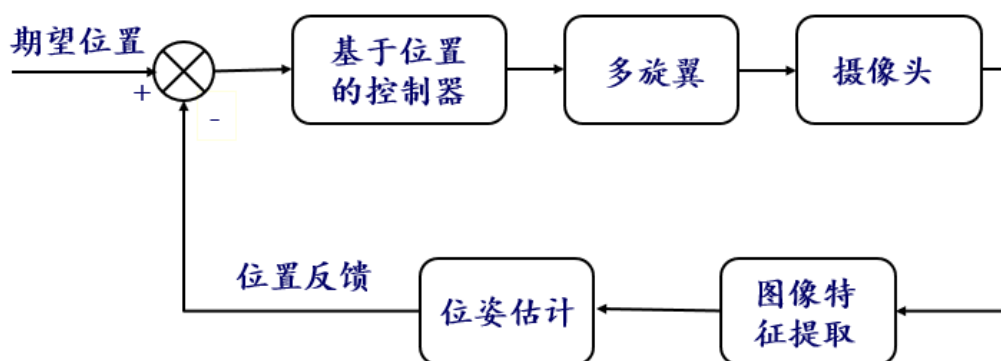 期望位置
+
-
基于位置
的控制器
多旋翼
摄像头
位置反馈
位姿估计
图像特
征提取